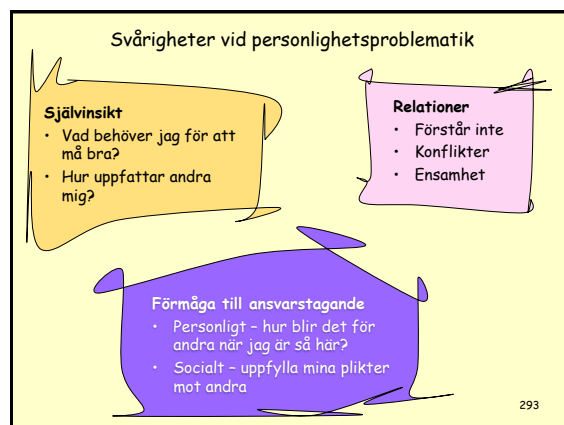 Svårigheter vid personlighetsproblematik
Självinsikt
• Vad behöver jag för att
må bra?
• Hur uppfattar andra
mig?
Relationer
• Förstår inte
• Konflikter
• Ensamhet
Förmåga till ansvarstagande
• Personligt – hur blir det för
andra när jag är så här?
• Socialt – uppfylla mina plikter
mot andra
293